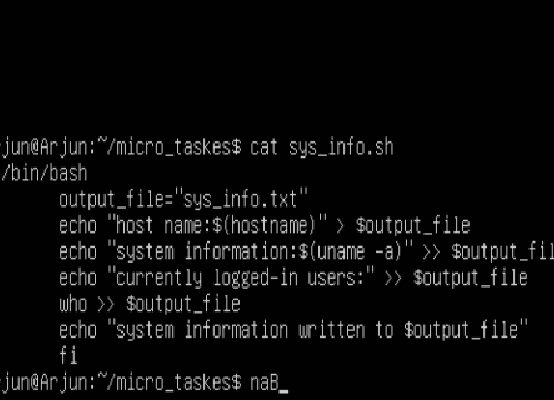 jun@Arjun:~/micro_taskes$ cat sys_info.sh
/bin/bash
output_file="sys_info.txt"
echo "host name:$(hostname)" > $output_file
echo "system information:$(uname -a)" >> $output_fil
echo "currently logged-in users:" >> $output_file
who >> $output_file
echo "system information written to $output_file"
fi
jun@Arjun:~/micro_taskes$ naB_